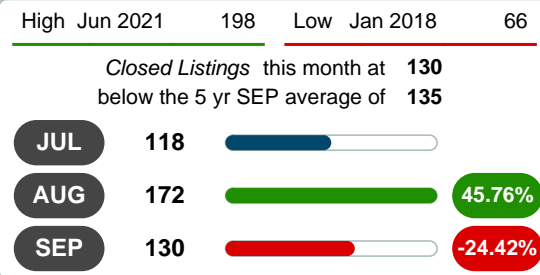 High Jun 2021 198 Low Jan 2018 66
Closed Listings this month at 130
below the 5 yr SEP average of 135
JUL 118
AUG 172 45.76%
SEP 130 -24.42%